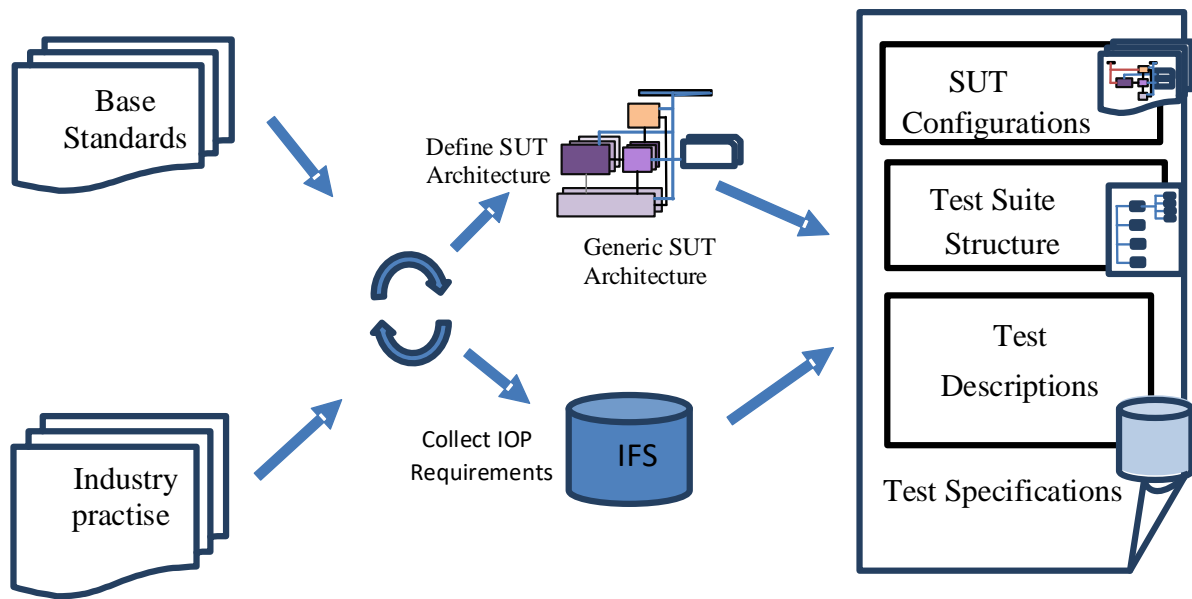 Base
Standards
Industry
practise
Define SUT
Architecture
Generic SUT
Architecture
Collect IOP
Requirements
IFS
SUT
Configurations
Test Suite
Structure
Test
Descriptions
Test Specifications